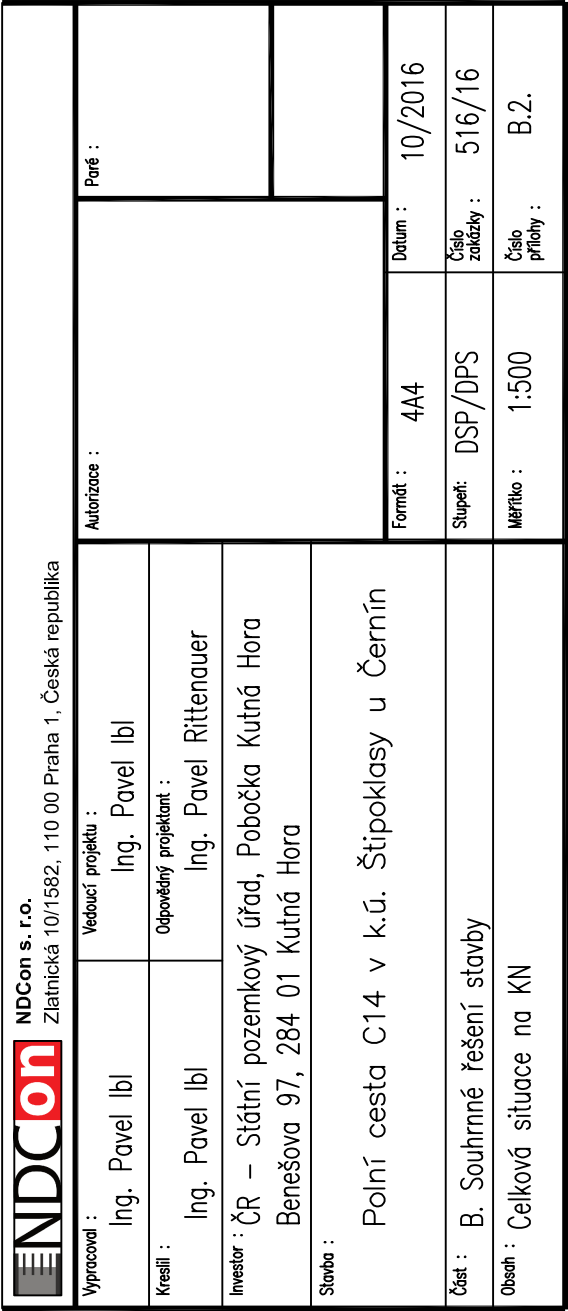 NDCon
NDCon s. r.o.
Zlatnická 10/1582, 110 00 Praha 1, Česká republika
Vypracoval :
Ing. Pavel Ibl
Vedoucí projektu :
Ing. Pavel Ibl
Kreslil :
Ing. Pavel Ibl
Odpovědný projektant :
Ing. Pavel Rittenauer
Investor : ČR – Státní pozemkový úřad, Pobočka Kutná Hora
Benešova 97, 284 01 Kutná Hora
Stavba :
Polní cesta C14 v k.ú. Štipoklasy u Černín
Část : B. Souhrnné řešení stavby
Obsah : Celková situace na KN
Autorizace :
Paré :
Formát : 4A4
Datum : 10/2016
Stupeň: DSP/DPS
Číslo
zakázky : 516/16
Měřítko : 1:500
Číslo
přílohy : B.2.